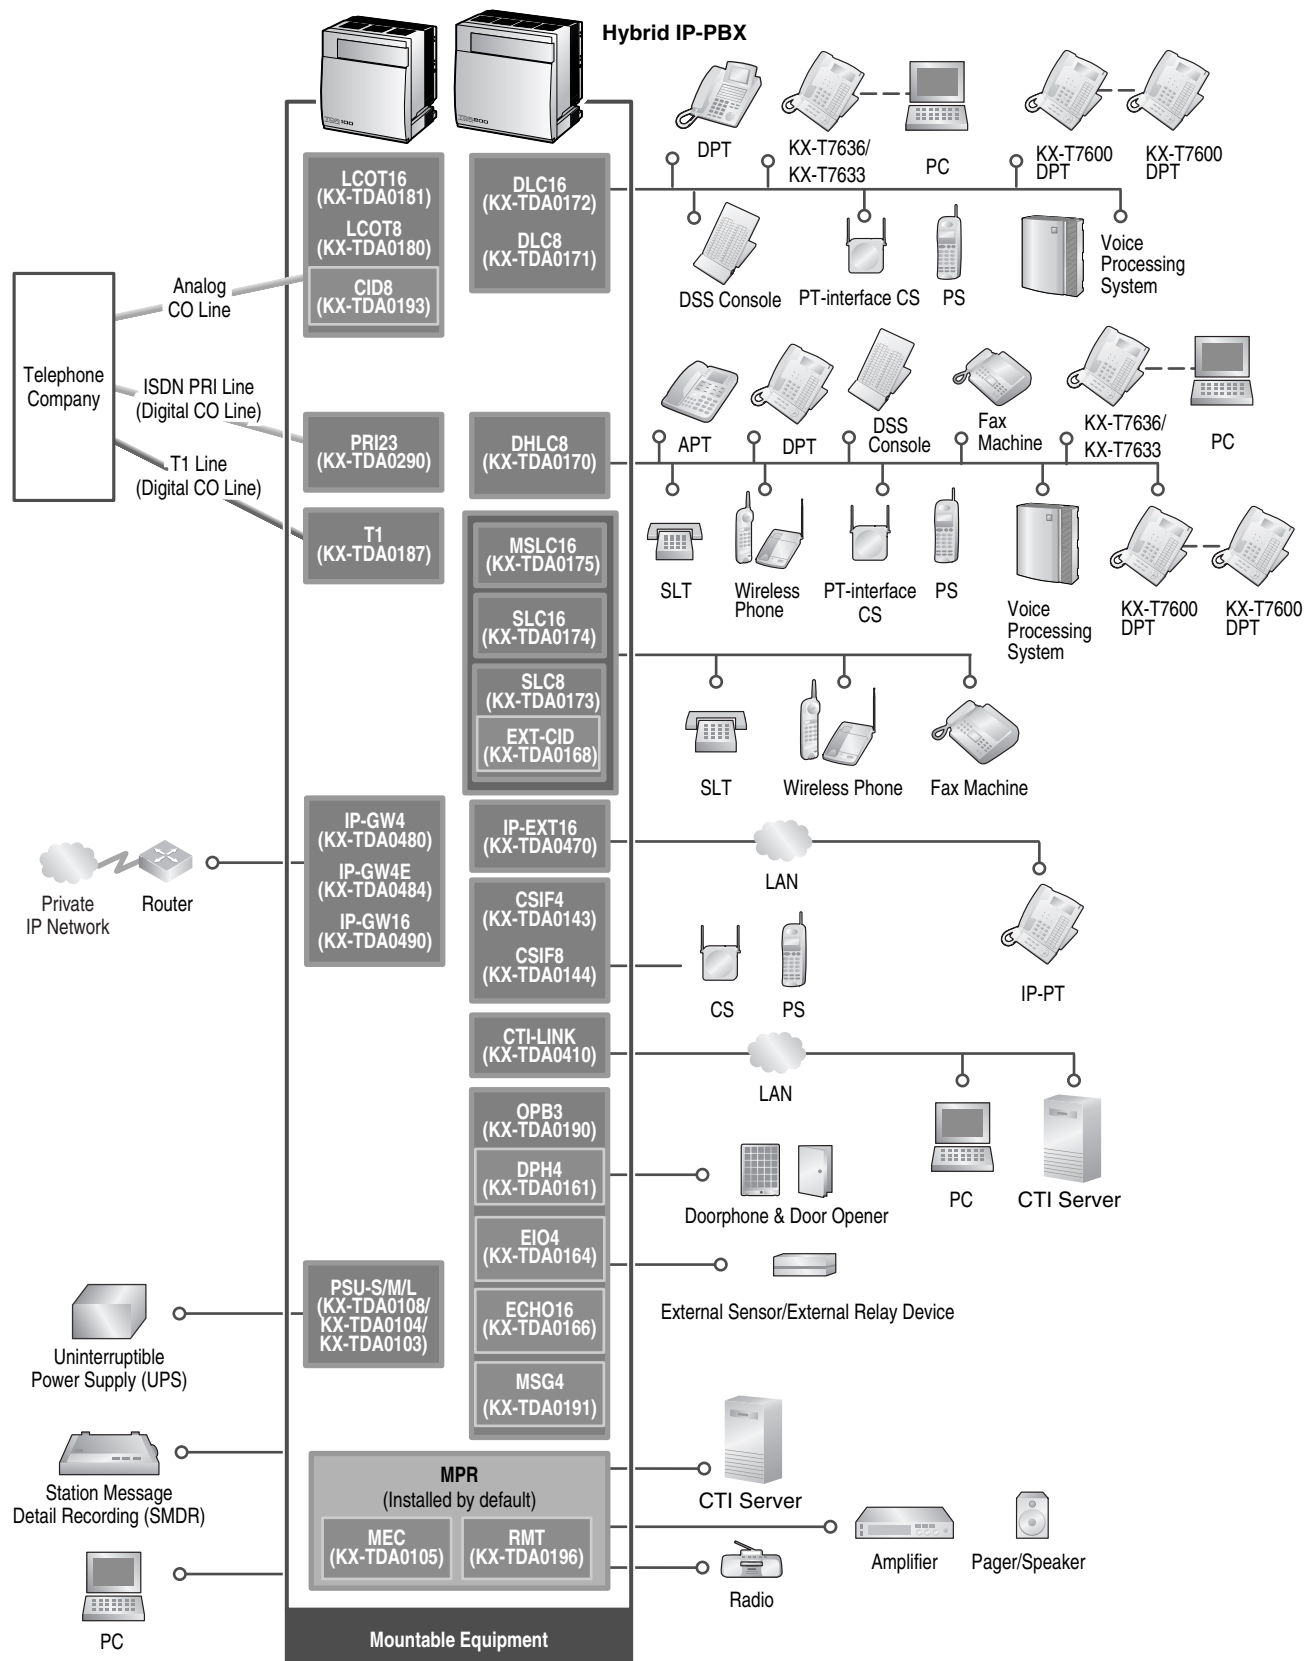 Hybrid IP-PBX
DPT
KX-T7636/
KX-T7633
PC
KX-T7600
DPT
KX-T7600
DPT
LCOT16
(KX-TDA0181)
LCOT8
(KX-TDA0180)
CID8
(KX-TDA0193)
DLC16
(KX-TDA0172)
DLC8
(KX-TDA0171)
DSS Console
PT-interface CS
PS
Voice
Processing
System
Telephone
Company
Analog
CO Line
ISDN PRI Line
(Digital CO Line)
T1 Line
(Digital CO Line)
PRI23
(KX-TDA0290)
T1
(KX-TDA0187)
DHLC8
(KX-TDA0170)
APT
DPT
DSS
Console
Fax
Machine
KX-T7636/
KX-T7633
PC
SLT
Wireless
Phone
PT-interface
CS
PS
Voice
Processing
System
KX-T7600
DPT
KX-T7600
DPT
MSLC16
(KX-TDA0175)
SLC16
(KX-TDA0174)
SLC8
(KX-TDA0173)
EXT-CID
(KX-TDA0168)
SLT
Wireless Phone
Fax Machine
Private
IP Network
Router
IP-GW4
(KX-TDA0480)
IP-GW4E
(KX-TDA0484)
IP-GW16
(KX-TDA0490)
IP-EXT16
(KX-TDA0470)
LAN
IP-PT
CSIF4
(KX-TDA0143)
CSIF8
(KX-TDA0144)
CS
PS
CTI-LINK
(KX-TDA0410)
LAN
PC
CTI Server
OPB3
(KX-TDA0190)
DPH4
(KX-TDA0161)
Doorphone & Door Opener
EIO4
(KX-TDA0164)
External Sensor/External Relay Device
ECHO16
(KX-TDA0166)
MSG4
(KX-TDA0191)
PSU-S/M/L
(KX-TDA0108/
KX-TDA0104/
KX-TDA0103)
Uninterruptible
Power Supply (UPS)
Station Message
Detail Recording (SMDR)
PC
MPR
(Installed by default)
MEC
(KX-TDA0105)
RMT
(KX-TDA0196)
CTI Server
Amplifier
Pager/Speaker
Radio
Mountable Equipment